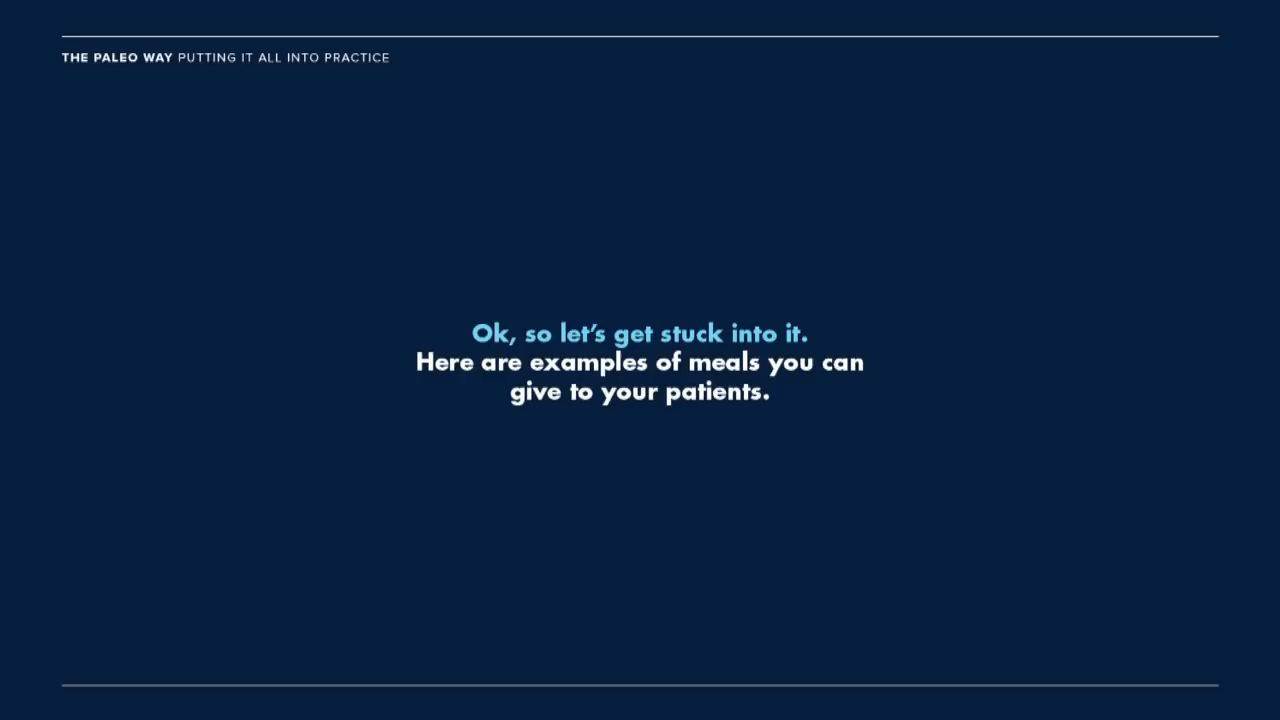 THE PALEO WAY PUTTING IT ALL INTO PRACTICE
Ok, so let’s get stuck into it.
Here are examples of meals you can
give to your patients.